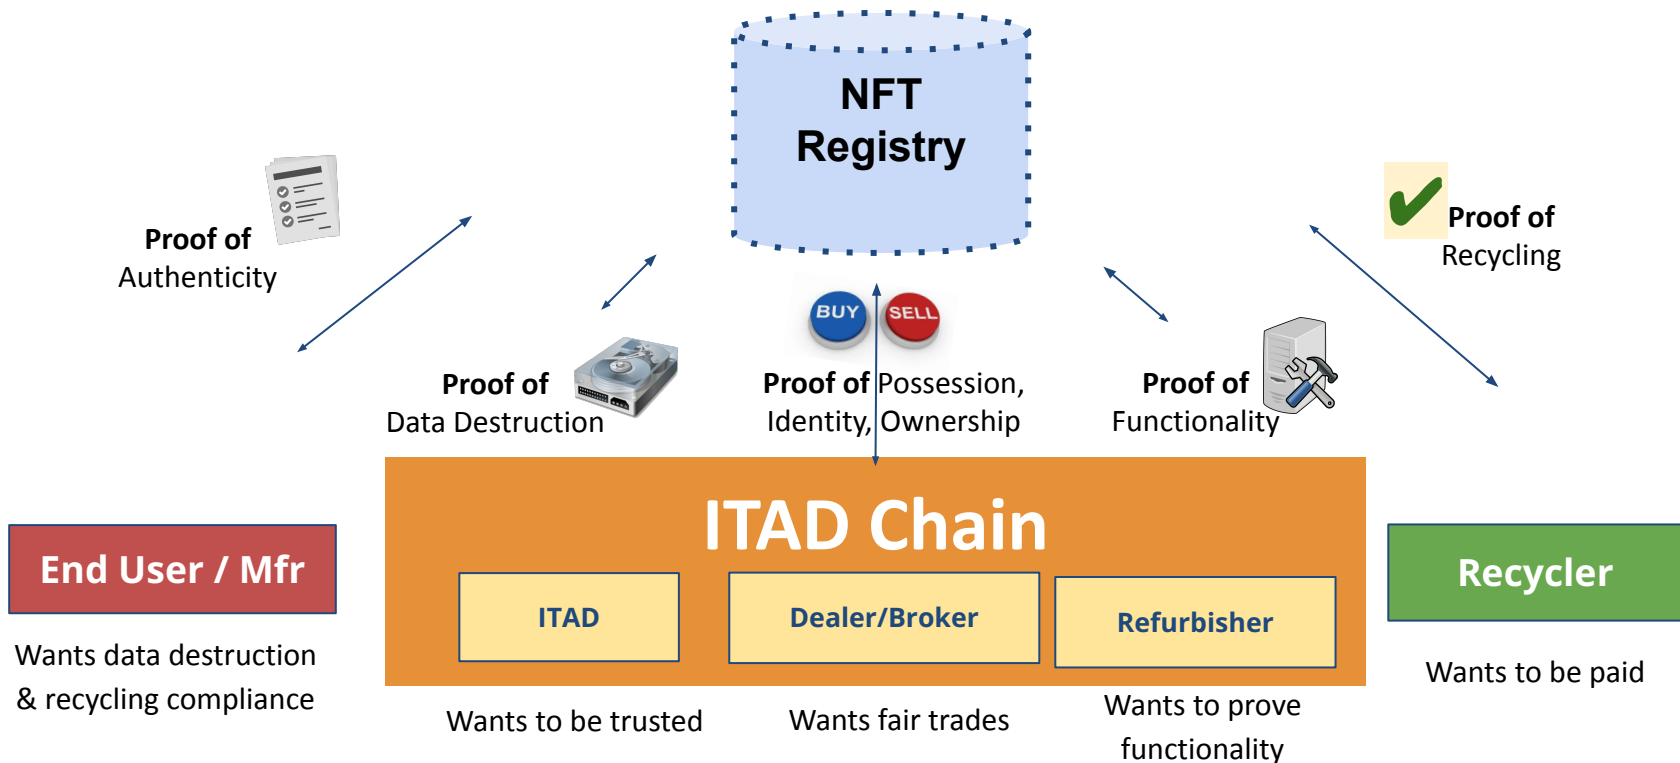 NFT
Registry
Proof of
Authenticity
Proof of
Recycling
BUY
SELL
Proof of
Data Destruction
Proof of Possession,
Identity, Ownership
Proof of
Functionality
ITAD Chain
End User / Mfr
ITAD
Dealer/Broker
Refurbisher
Recycler
Wants data destruction
& recycling compliance
Wants to be trusted
Wants fair trades
Wants to prove
functionality
Wants to be paid